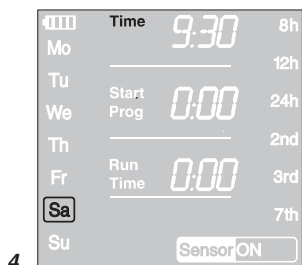 Time 9:30 8h
Mo
12h
Tu
Start
Prog 0:00 24h
We
2nd
Th
Run
Time 0:00 3rd
Fr
Sa
7th
Su
Sensor ON
4